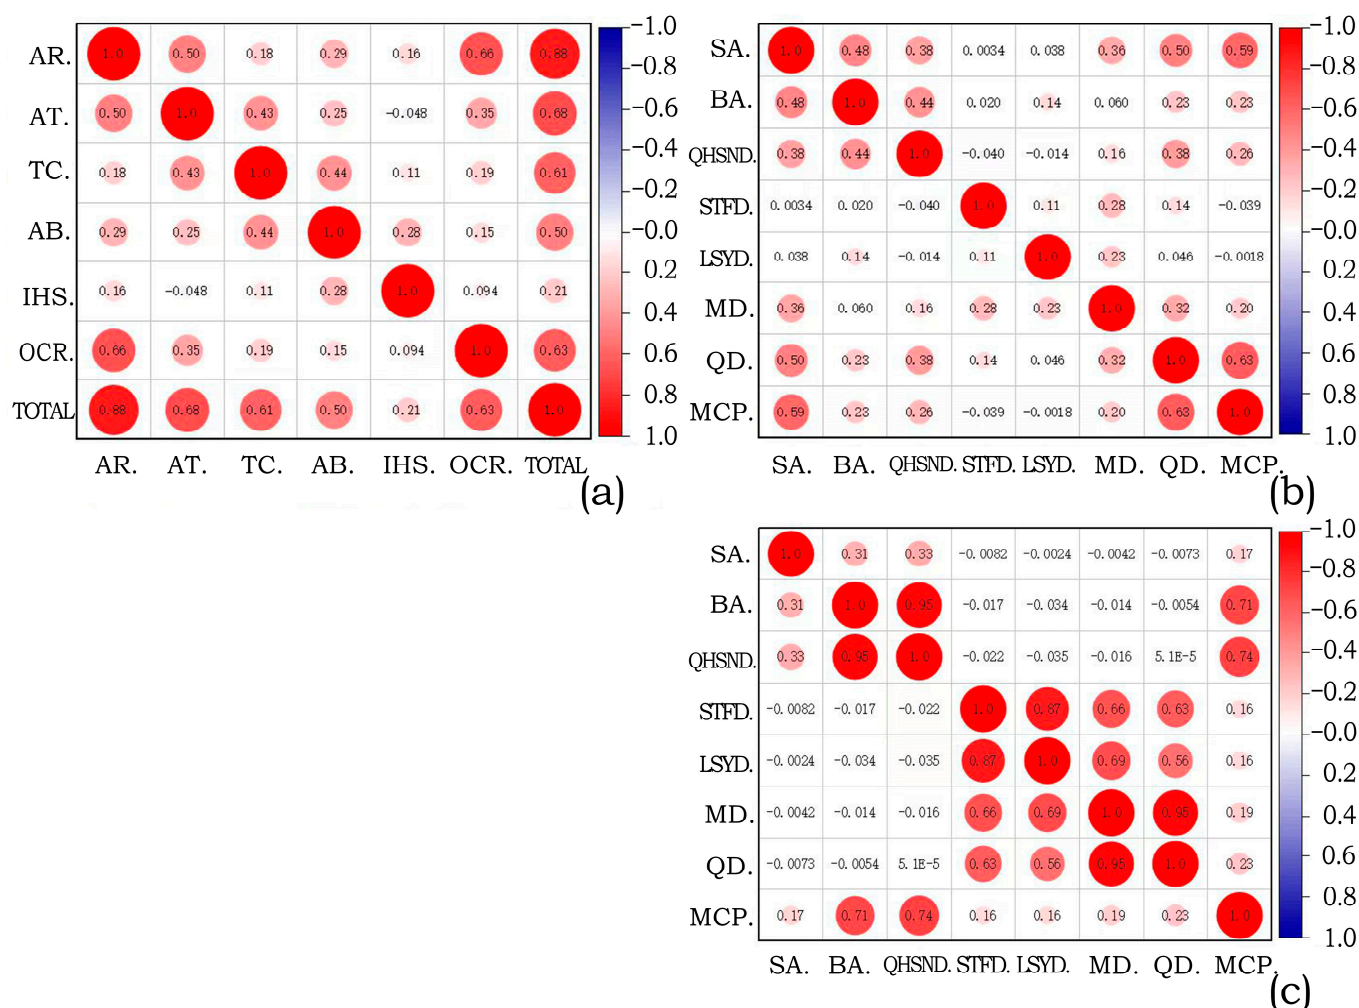 AR. 1.0 0.50 0.18 0.29 0.16 0.66 0.88
AT. 0.50 1.0 0.43 0.25 -0.048 0.35 0.68
TC. 0.18 0.43 1.0 0.44 0.11 0.19 0.61
AB. 0.29 0.25 0.44 1.0 0.28 0.15 0.50
IHS. 0.16 -0.048 0.11 0.28 1.0 0.094 0.21
OCR. 0.66 0.35 0.19 0.15 0.094 1.0 0.63
TOTAL 0.88 0.68 0.61 0.50 0.21 0.63 1.0
AR. AT. TC. AB. IHS. OCR. TOTAL
-1.0
-0.8
-0.6
-0.4
-0.2
-0.0
0.2
0.4
0.6
0.8
1.0
(a)
SA. 1.0 0.48 0.38 0.0034 0.038 0.36 0.50 0.59
BA. 0.48 1.0 0.44 0.020 0.14 0.060 0.23 0.23
QHSND. 0.38 0.44 1.0 -0.040 -0.014 0.16 0.38 0.26
STFD. 0.0034 0.020 -0.040 1.0 0.11 0.28 0.14 -0.039
LSYD. 0.038 0.14 -0.014 0.11 1.0 0.23 0.046 -0.0018
MD. 0.36 0.060 0.16 0.28 0.23 1.0 0.32 0.20
QD. 0.50 0.23 0.38 0.14 0.046 0.32 1.0 0.63
MCP. 0.59 0.23 0.26 -0.039 -0.0018 0.20 0.63 1.0
SA. BA. QHSND. STFD. LSYD. MD. QD. MCP.
-1.0
-0.8
-0.6
-0.4
-0.2
-0.0
0.2
0.4
0.6
0.8
1.0
(b)
SA. 1.0 0.31 0.33 -0.0082 -0.0024 -0.0042 -0.0073 0.17
BA. 0.31 1.0 0.95 -0.017 -0.034 -0.014 -0.0054 0.71
QHSND. 0.33 0.95 1.0 -0.022 -0.035 -0.016 5.1E-5 0.74
STFD. -0.0082 -0.017 -0.022 1.0 0.87 0.66 0.63 0.16
LSYD. -0.0024 -0.034 -0.035 0.87 1.0 0.69 0.56 0.16
MD. -0.0042 -0.014 -0.016 0.66 0.69 1.0 0.95 0.19
QD. -0.0073 -0.0054 5.1E-5 0.63 0.56 0.95 1.0 0.23
MCP. 0.17 0.71 0.74 0.16 0.16 0.19 0.23 1.0
SA. BA. QHSND. STFD. LSYD. MD. QD. MCP.
-1.0
-0.8
-0.6
-0.4
-0.2
-0.0
0.2
0.4
0.6
0.8
1.0
(c)